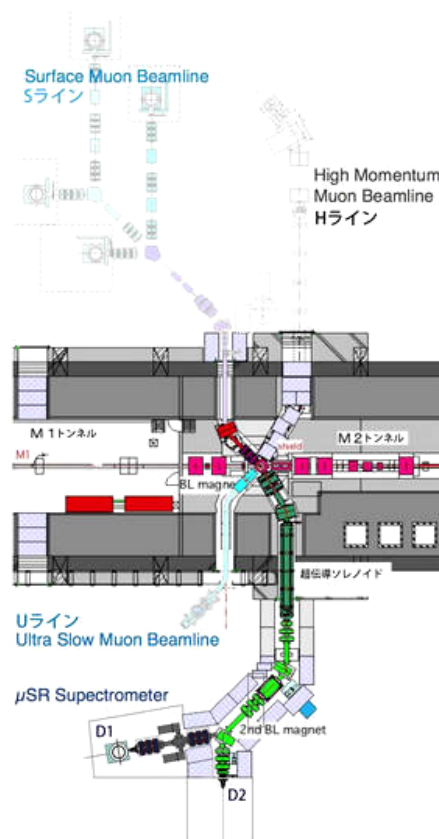 Surface Muon Beamline
Sライン
High Momentum
Muon Beamline
Hライン
M 1トンネル
M 2トンネル
M1
shield
BL magne
超伝導ソレノイド
Uライン
Ultra Slow Muon Beamline
μSR Supectrometer
D1
2nd BL magnet
D2